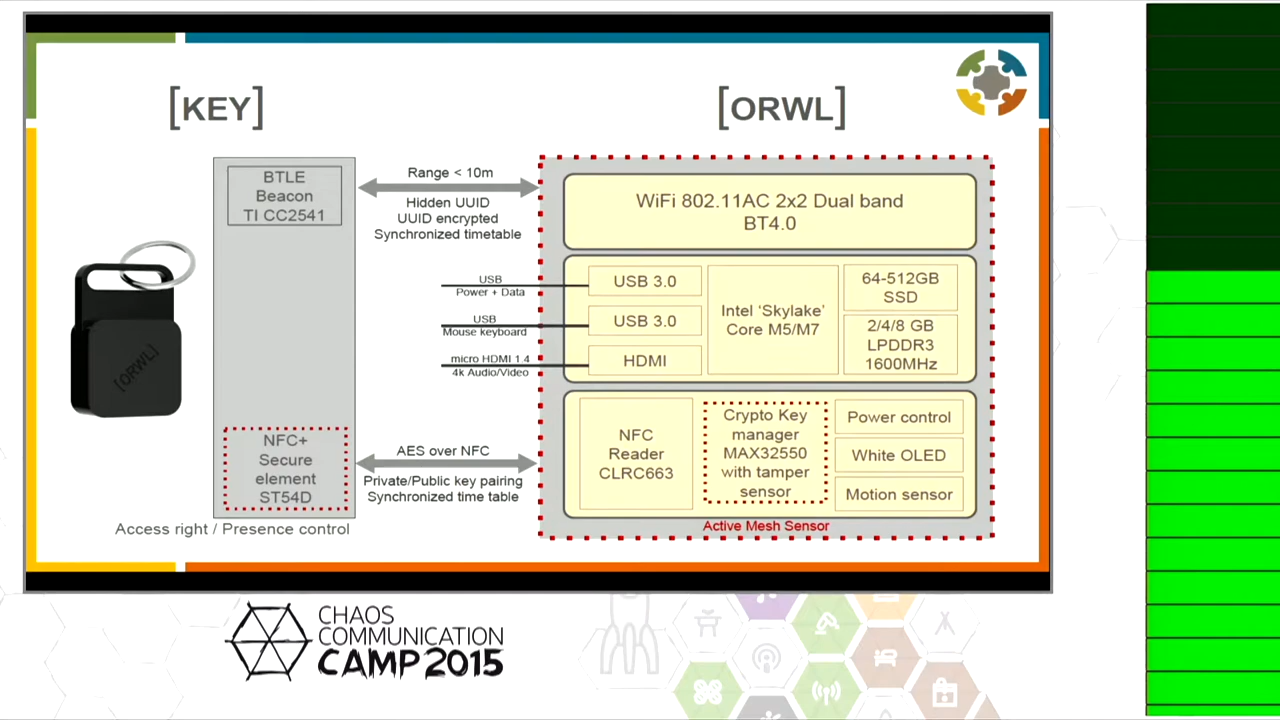 [KEY]
[ORWL]
BTLE
Beacon
TI CC2541
Range < 10m
Hidden UUID
UUID encrypted
Synchronized timetable
WiFi 802.11AC 2x2 Dual band
BT4.0
USB
Power + Data
USB
Mouse keyboard
micro HDMI 1.4
4k Audio/Video
USB 3.0
USB 3.0
HDMI
Intel ‘Skylake’
Core M5/M7
64-512GB
SSD
2/4/8 GB
LPDDR3
1600MHz
[ORWL]
NFC+
Secure
element
ST54D
AES over NFC
Private/Public key pairing
Synchronized time table
NFC
Reader
CLRC663
Crypto Key
manager
MAX32550
with tamper
sensor
Power control
White OLED
Motion sensor
Active Mesh Sensor
Access right / Presence control
CHAOS
COMMUNICATION
CAMP 2015